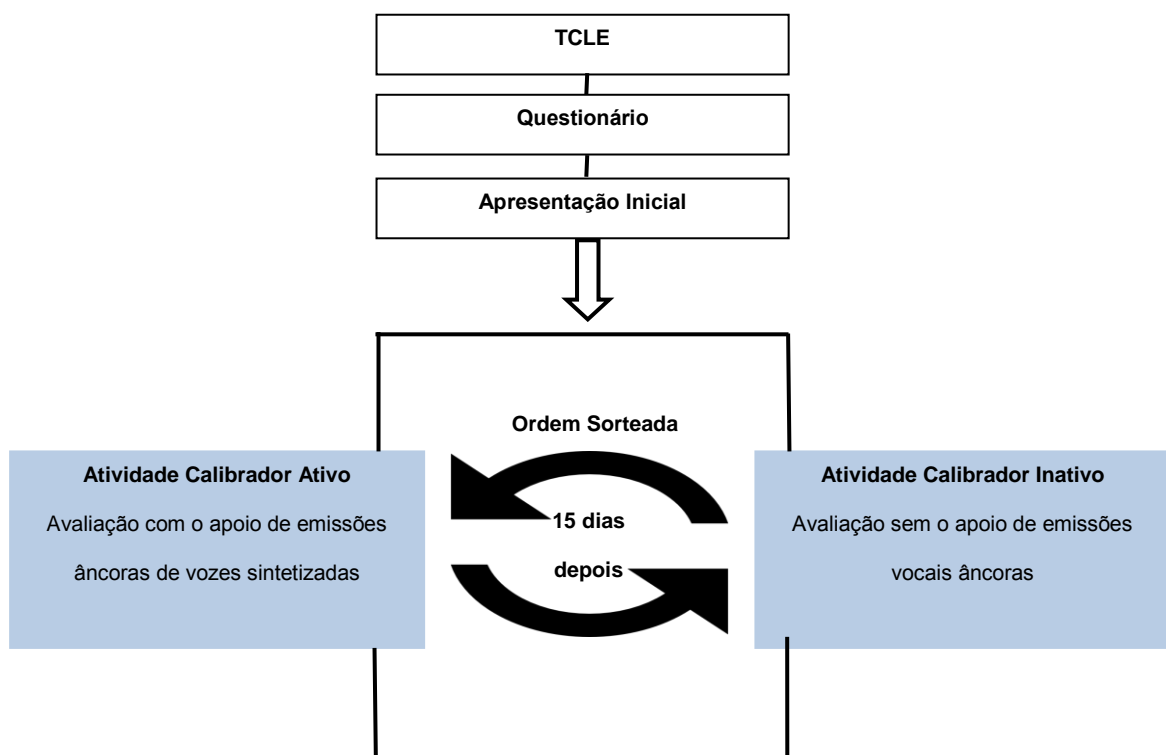 TCLE
Questionário
Apresentação Inicial
Ordem Sorteada
Atividade Calibrador Ativo
Avaliação com o apoio de emissões
âncoras de vozes sintetizadas
15 dias
depois
Atividade Calibrador Inativo
Avaliação sem o apoio de emissões
vocais âncoras